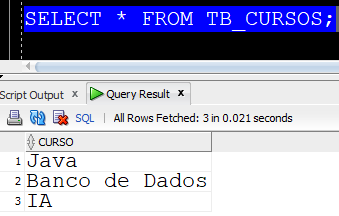 SELECT * FROM TB_CURSOS;
Script Output x Query Result x
SQL | All Rows Fetched: 3 in 0.021 seconds
CURSO
1 Java
2 Banco de Dados
3 IA